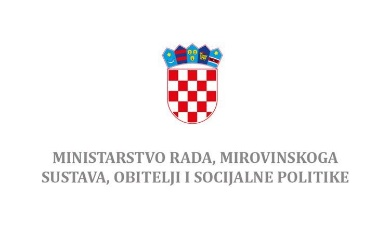 MINISTARSTVO RADA, MIROVINSKOGA
SUSTAVA, OBITELJI I SOCIJALNE POLITIKE